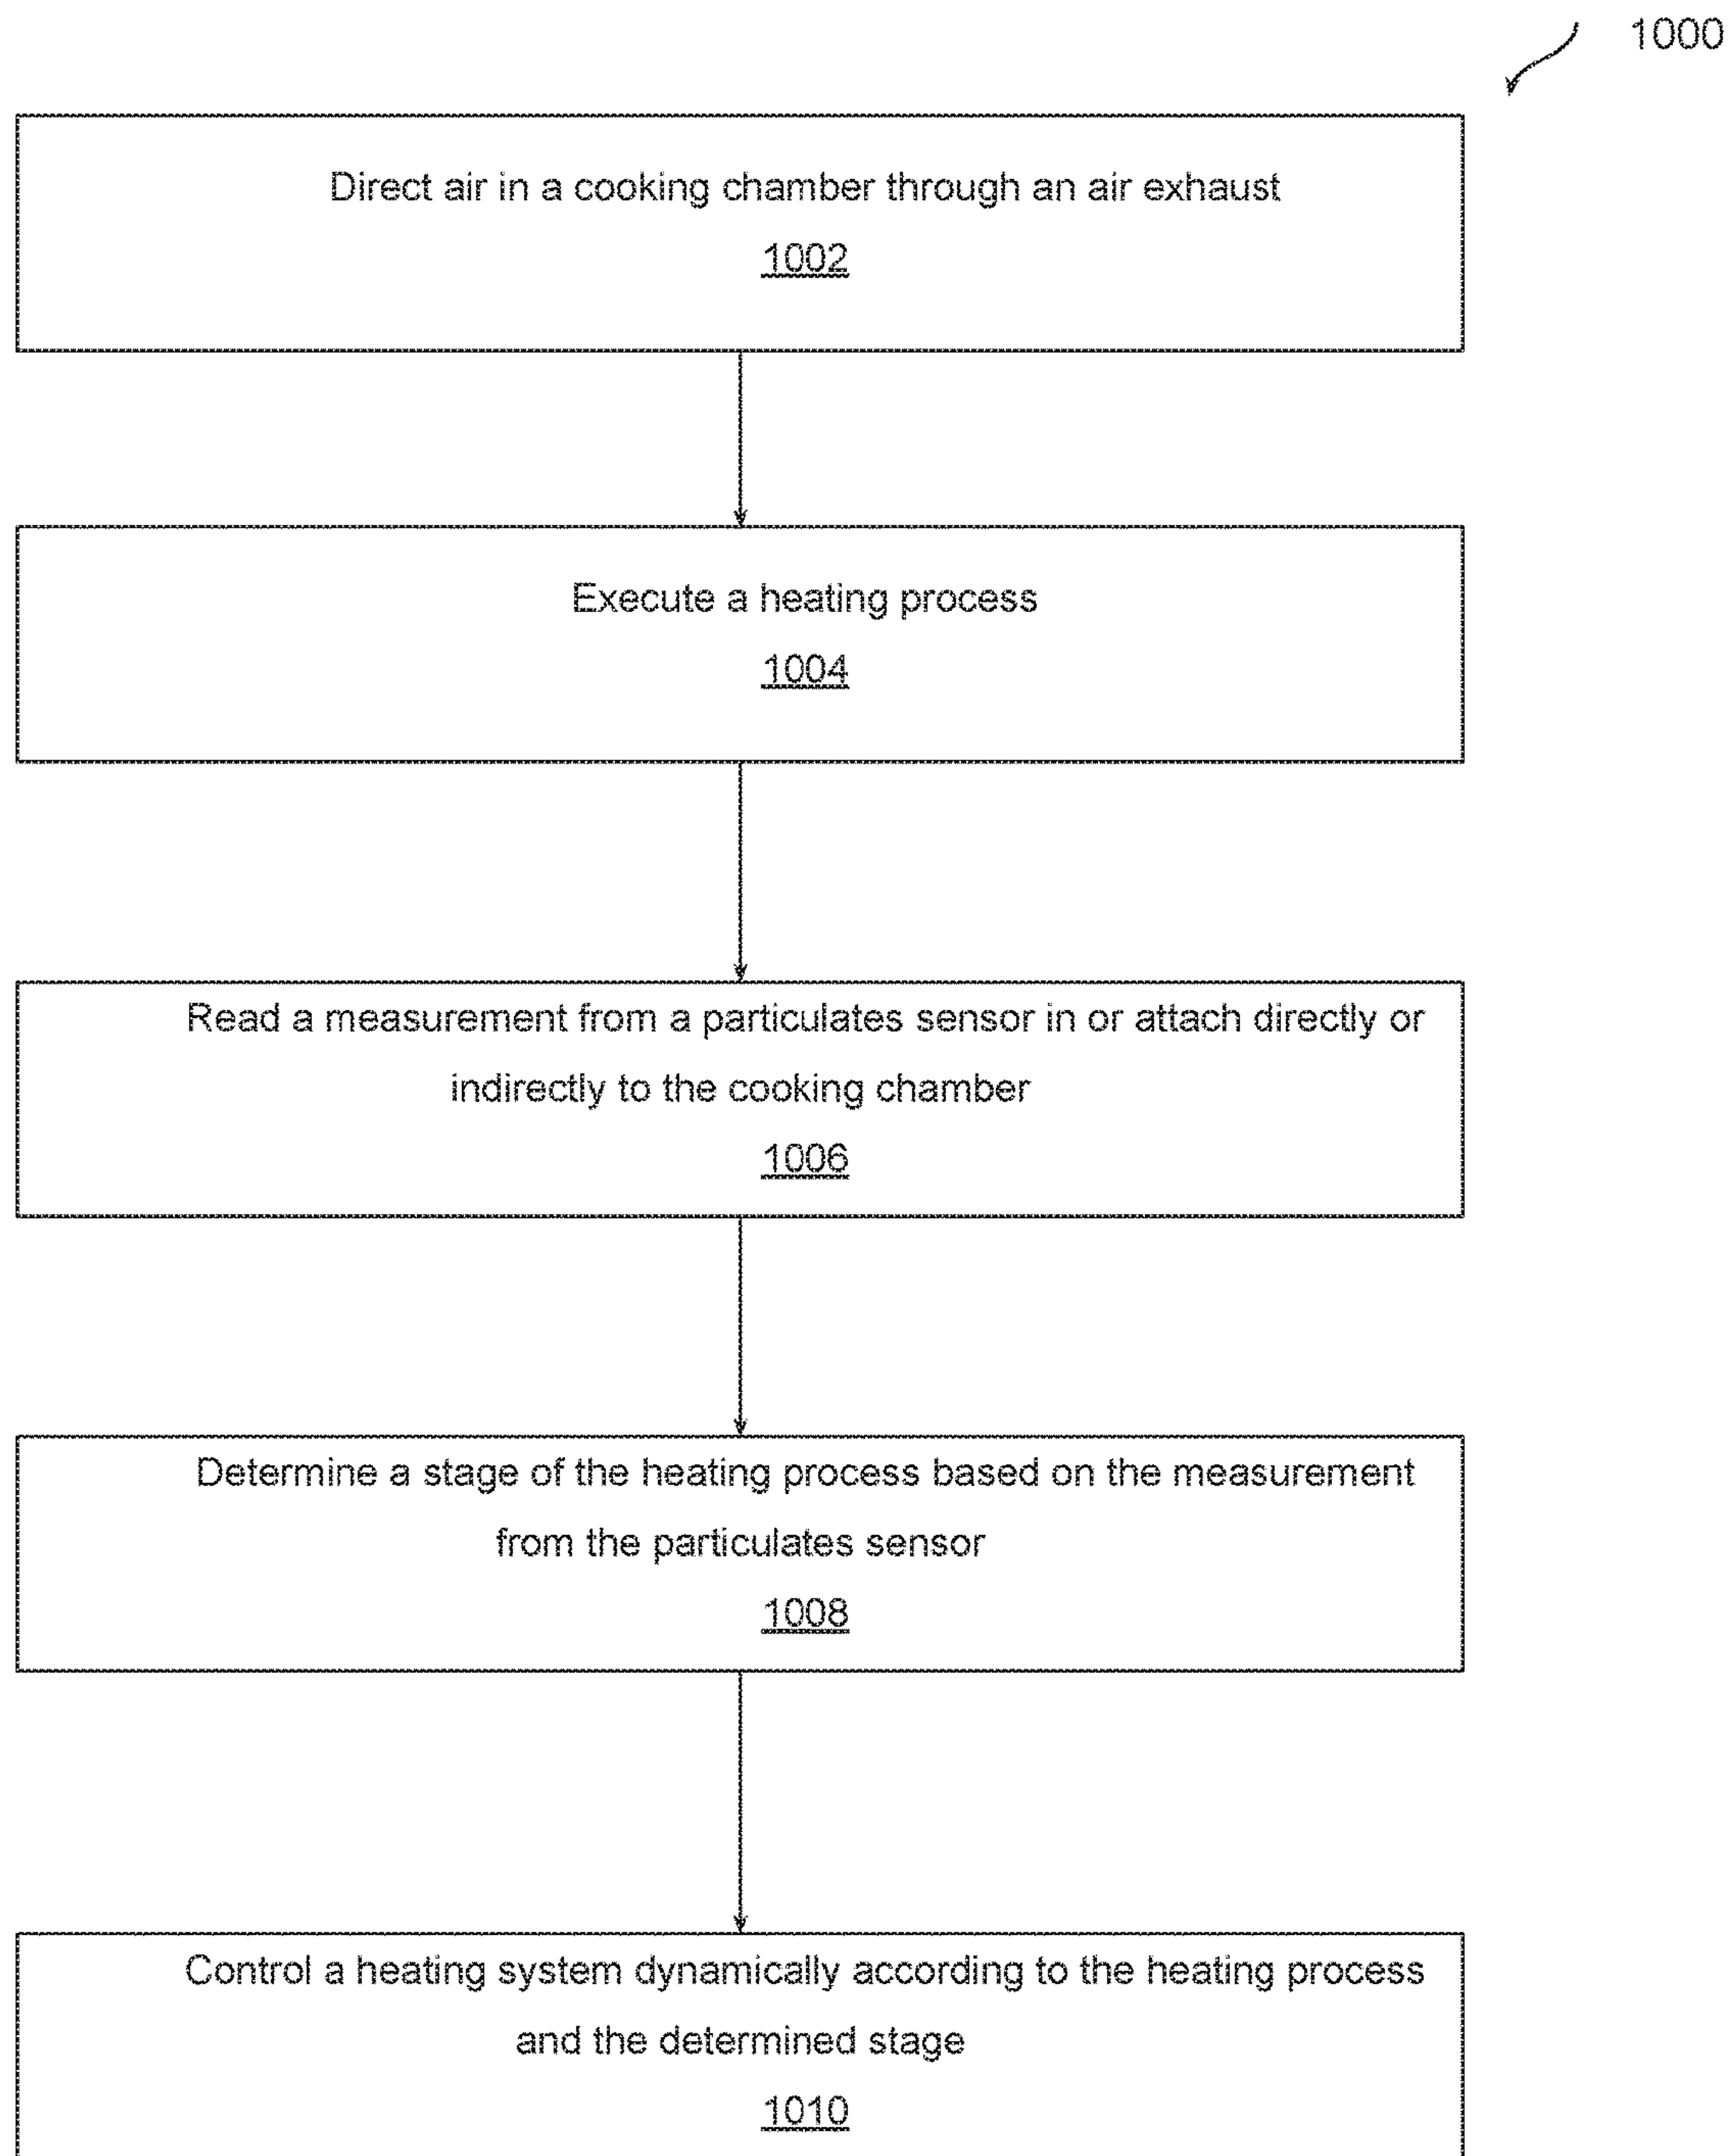 1000
Direct air in a cooking chamber through an air exhaust
1002
Execute a heating process
1004
Read a measurement from a particulates sensor in or attach directly or
indirectly to the cooking chamber
1006
Determine a stage of the heating process based on the measurement
from the particulates sensor
1008
Control a heating system dynamically according to the heating process
and the determined stage
1010